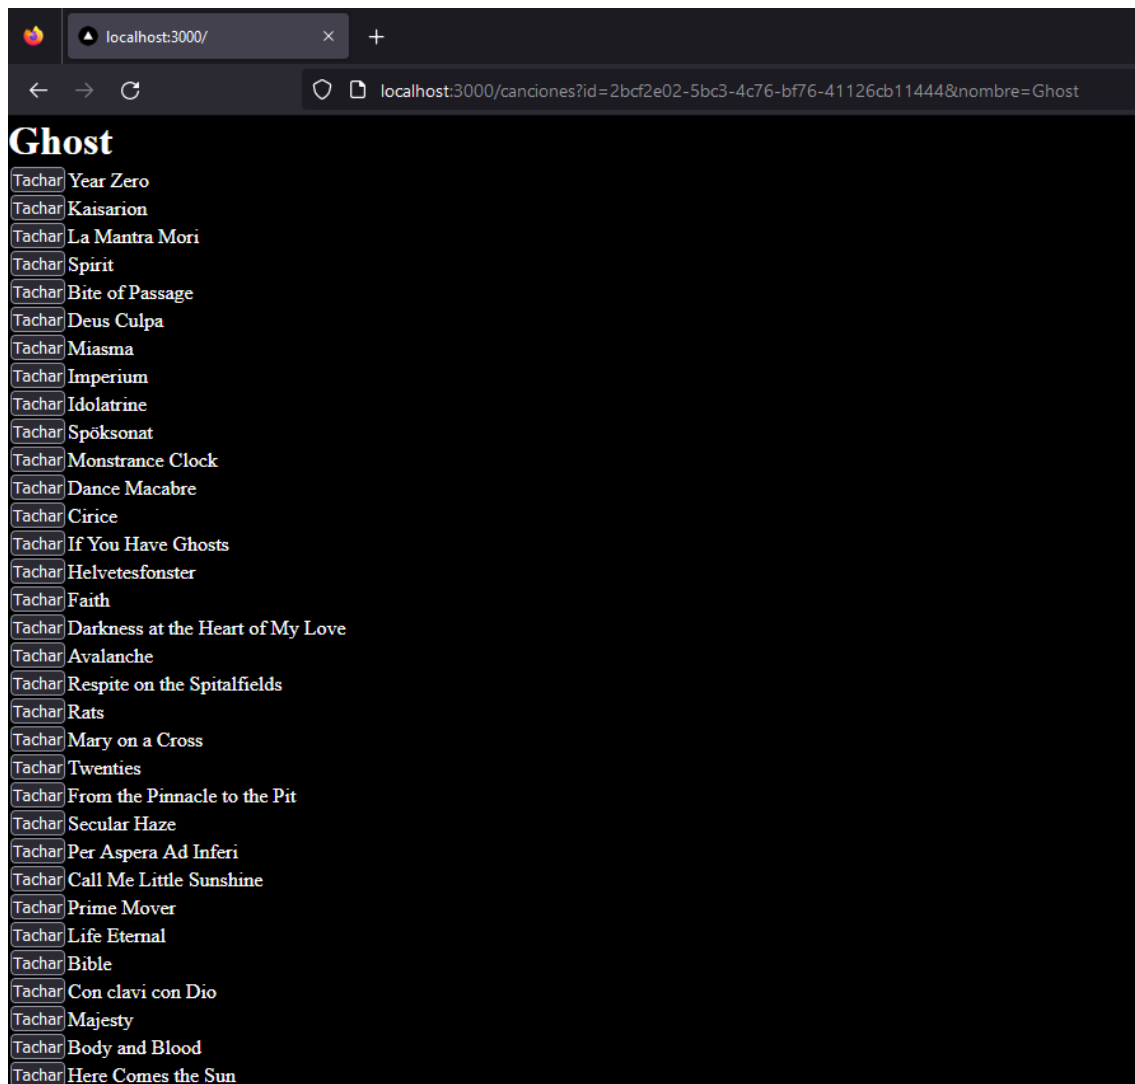 localhost:3000/
localhost:3000/canciones?id=2bcf2e02-5bc3-4c76-bf76-41126cb11444&nombre=Ghost
Ghost
Tachar Year Zero
Tachar Kaisarion
Tachar La Mantra Mori
Tachar Spirit
Tachar Bite of Passage
Tachar Deus Culpa
Tachar Miasma
Tachar Imperium
Tachar Idolatrine
Tachar Spöksonat
Tachar Monstrance Clock
Tachar Dance Macabre
Tachar Cirice
Tachar If You Have Ghosts
Tachar Helvetesfonster
Tachar Faith
Tachar Darkness at the Heart of My Love
Tachar Avalanche
Tachar Respite on the Spitalfields
Tachar Rats
Tachar Mary on a Cross
Tachar Twenties
Tachar From the Pinnacle to the Pit
Tachar Secular Haze
Tachar Per Aspera Ad Inferi
Tachar Call Me Little Sunshine
Tachar Prime Mover
Tachar Life Eternal
Tachar Bible
Tachar Con clavi con Dio
Tachar Majesty
Tachar Body and Blood
Tachar Here Comes the Sun